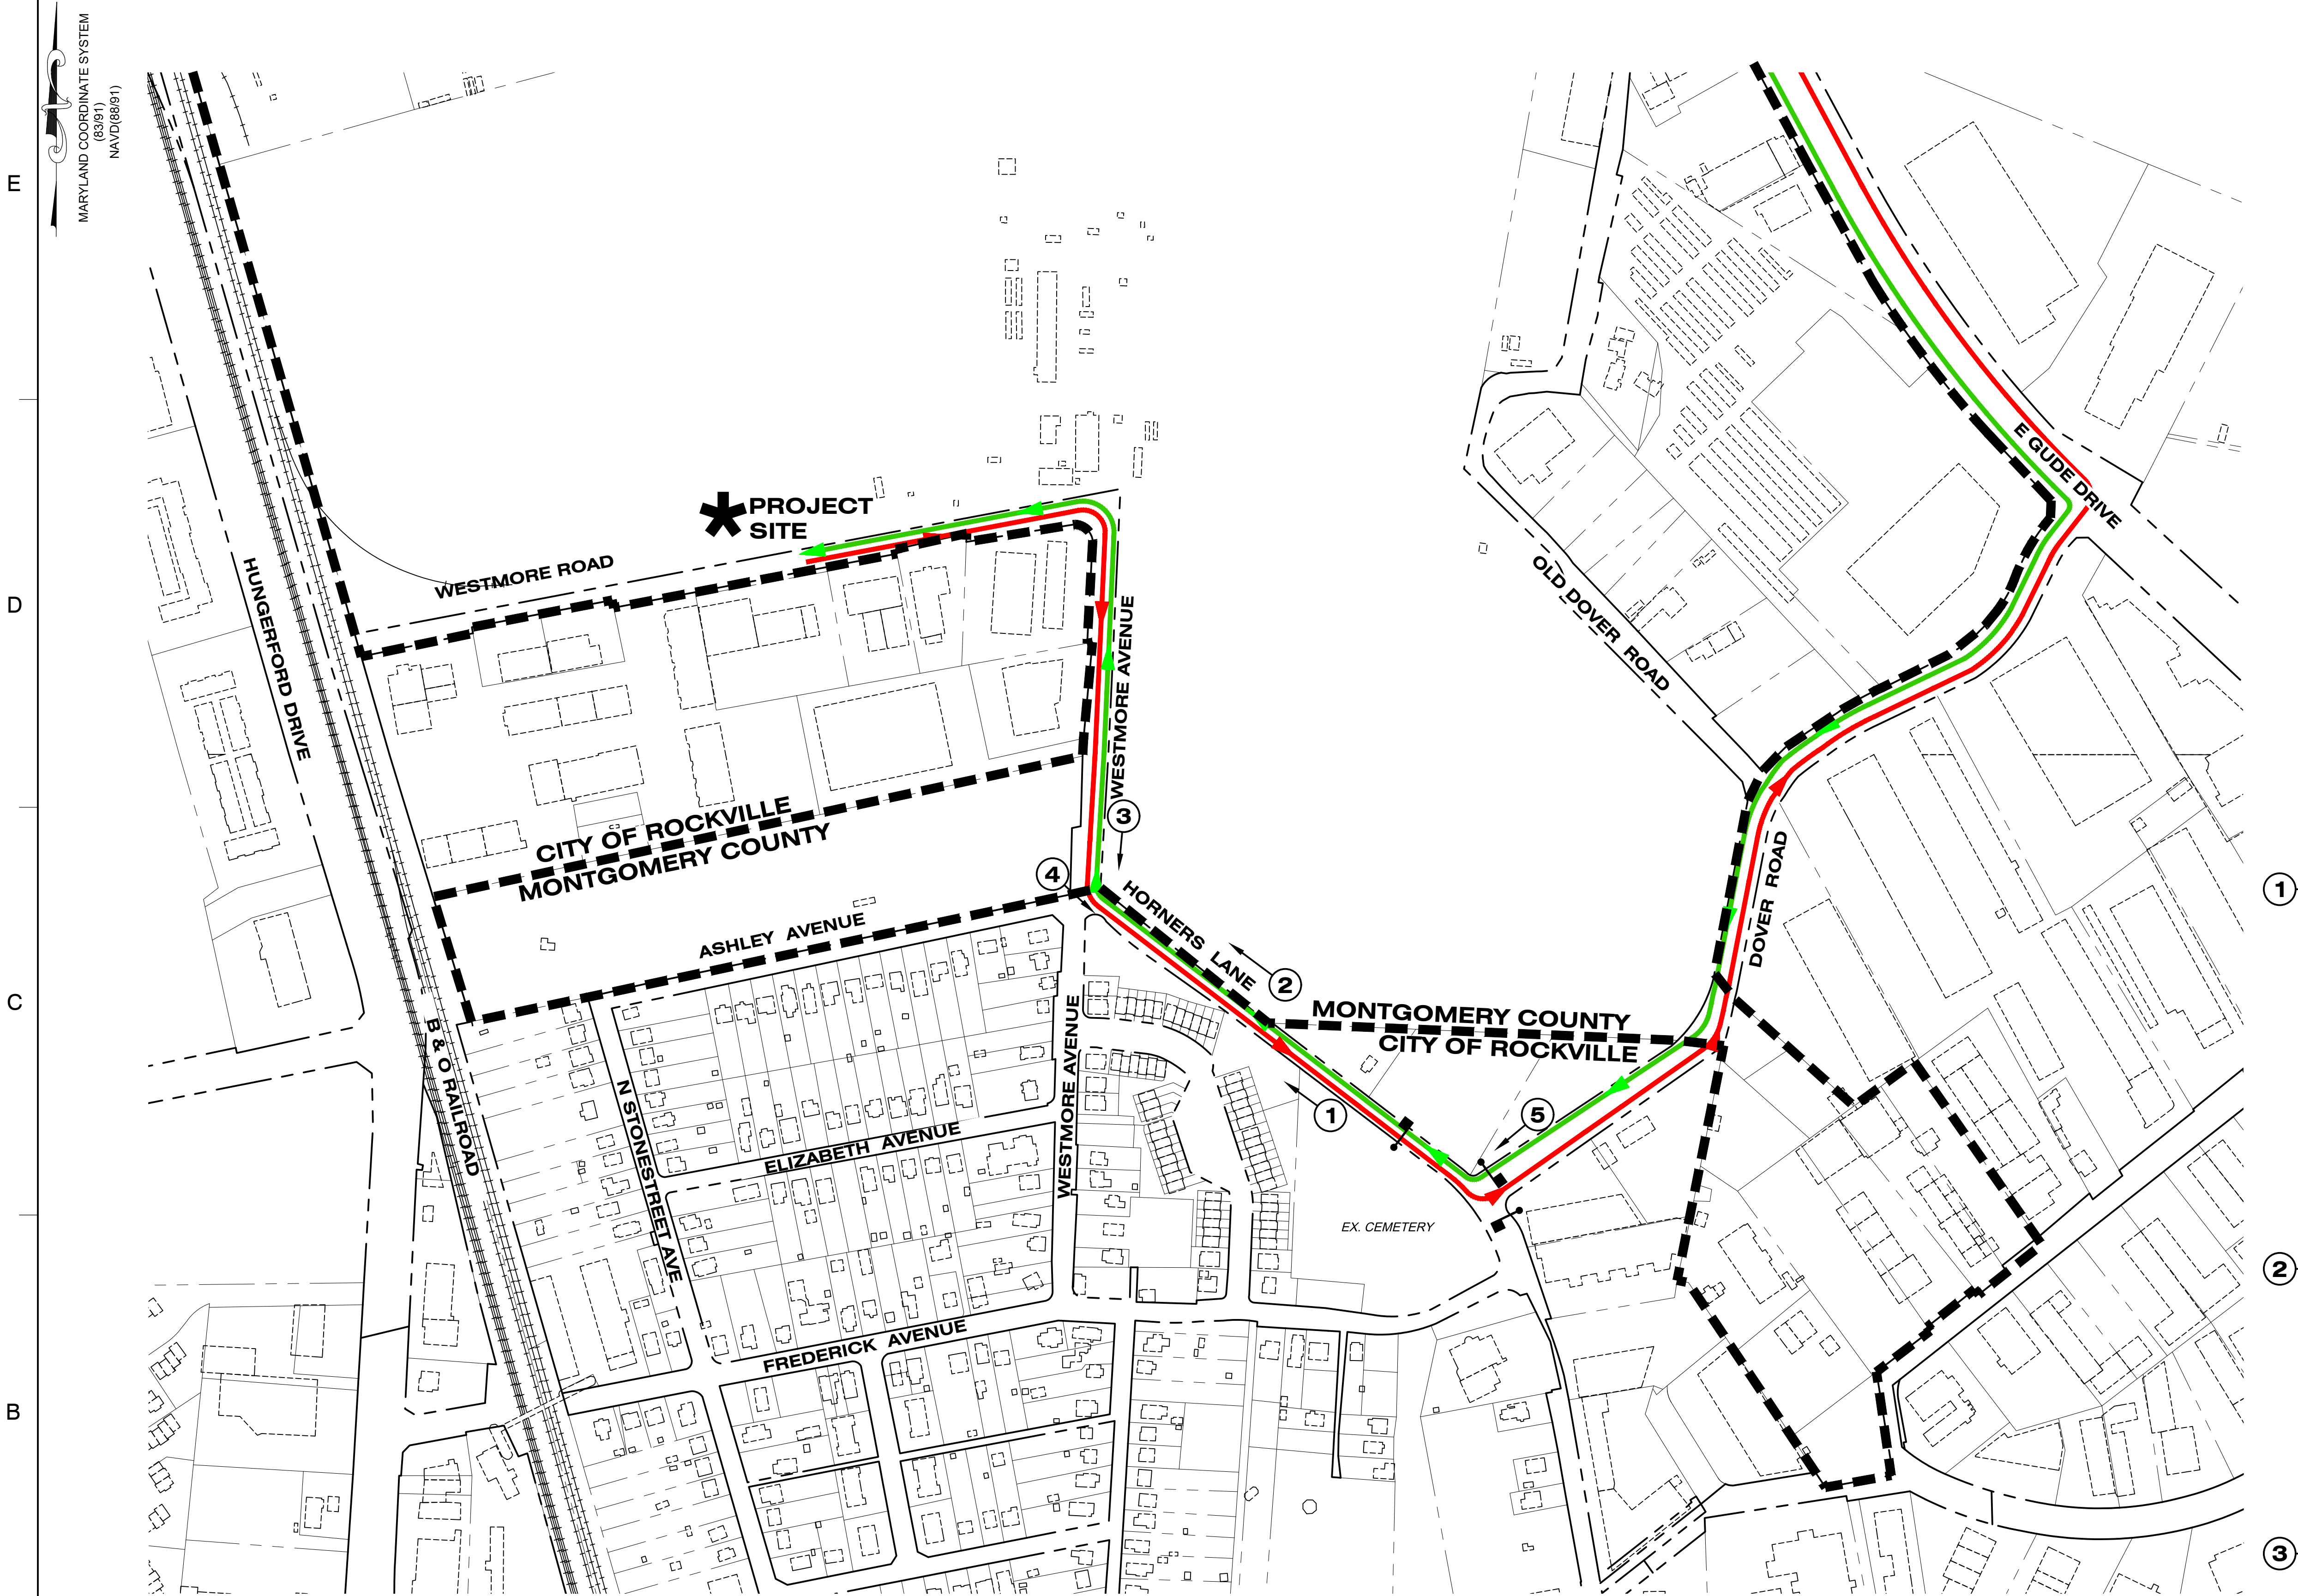 MARYLAND COORDINATE SYSTEM
(83/91)
NAVD(88/91)
E
D
C
B
PROJECT
SITE
WESTMORE ROAD
HUNGERFORD DRIVE
WESTMORE AVENUE
E GUDE DRIVE
OLD DOVER ROAD
DOVER ROAD
CITY OF ROCKVILLE
MONTGOMERY COUNTY
3
4
HORNERS LANE
2
ASHLEY AVENUE
MONTGOMERY COUNTY
CITY OF ROCKVILLE
1
5
B & O RAILROAD
N STONESTREET AVE
ELIZABETH AVENUE
WESTMORE AVENUE
EX. CEMETERY
FREDERICK AVENUE
1
2
3